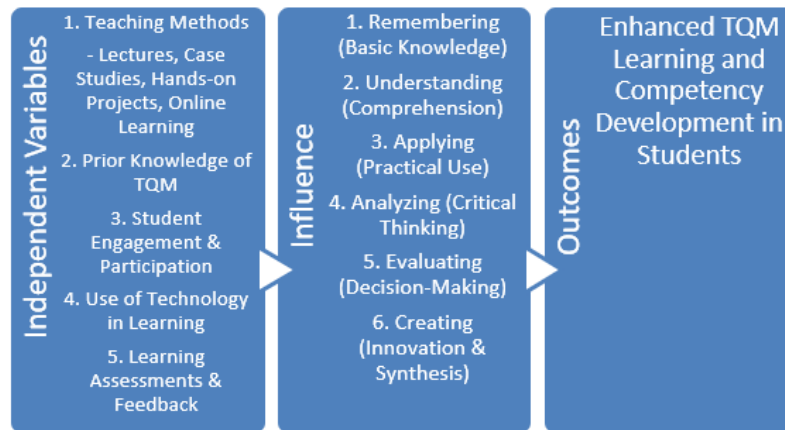 Independent Variables
1. Teaching Methods
- Lectures, Case
Studies, Hands-on
Projects, Online
Learning
2. Prior Knowledge of
TQM
3. Student
Engagement &
Participation
4. Use of Technology
in Learning
5. Learning
Assessments &
Feedback
Influence
1. Remembering
(Basic Knowledge)
2. Understanding
(Comprehension)
3. Applying
(Practical Use)
4. Analyzing (Critical
Thinking)
5. Evaluating
(Decision-Making)
6. Creating
(Innovation &
Synthesis)
Outcomes
Enhanced TQM
Learning and
Competency
Development in
Students